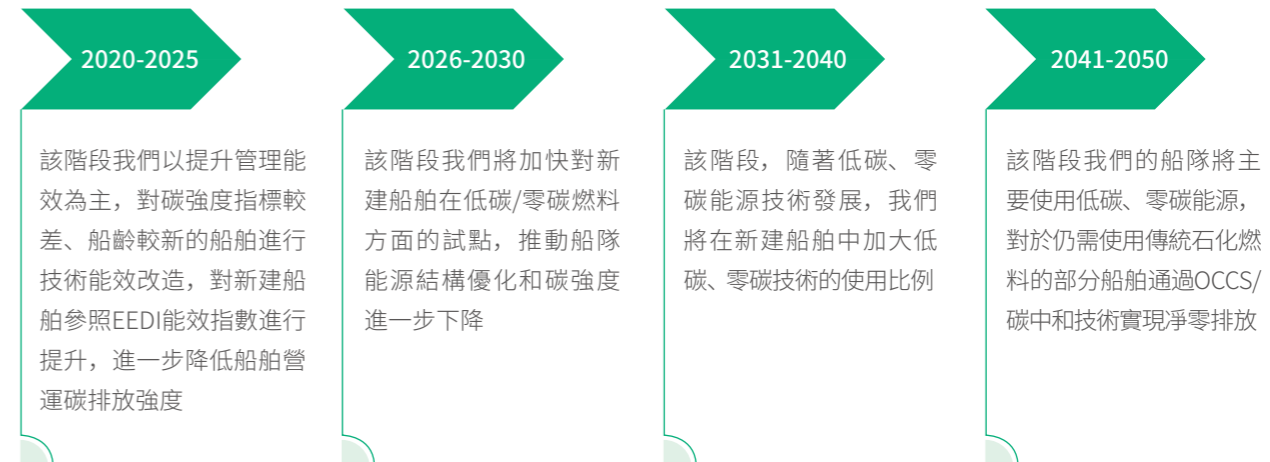 2020-2025
該階段我們以提升管理能
效為主，對碳強度指標較
差、船齡較新的船舶進行
技術能效改造，對新建船
舶參照EEDI能效指數進行
提升，進一步降低船舶營
運碳排放強度
2026-2030
該階段我們將加快對新
建船舶在低碳/零碳燃料
方面的試點，推動船隊
能源結構優化和碳強度
進一步下降
2031-2040
該階段，隨著低碳、零
碳能源技術發展，我們
將在新建船舶中加大低
碳、零碳技術的使用比例
2041-2050
該階段我們的船隊將主
要使用低碳、零碳能源，
對於仍需使用傳統石化燃
料的部分船舶通過OCCS/
碳中和技術實現淨零排放